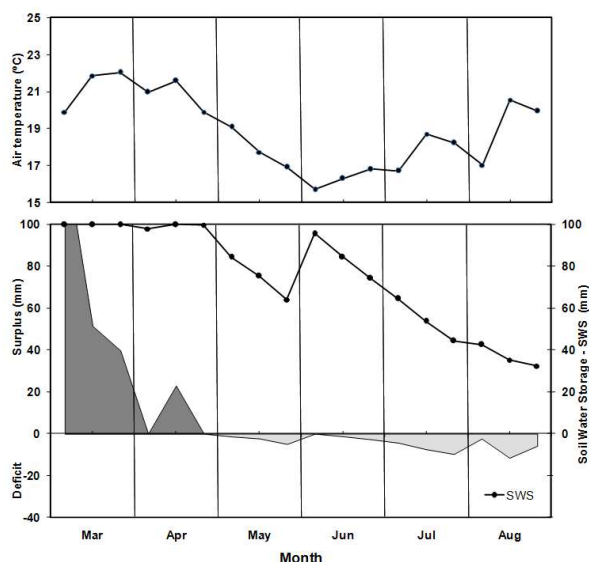 Air temperature (ºC)
25
23
21
19
17
15
Surplus (mm)
Deficit
100
80
60
40
20
0
-20
-40
100
80
60
40
20
0
Soil Water Storage - SWS (mm)
SWS
Mar Apr May Jun Jul Aug
Month